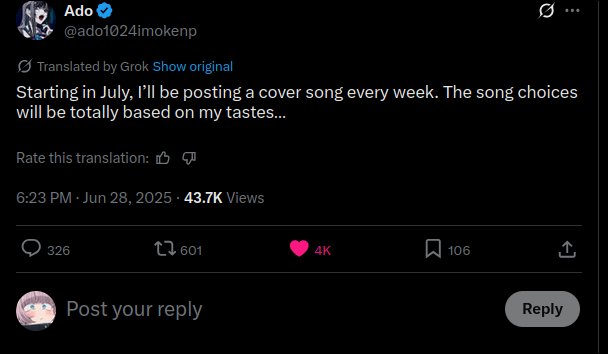 Ado
@ado1024imokenp
Translated by Grok Show original
Starting in July, I’ll be posting a cover song every week. The song choices
will be totally based on my tastes...
Rate this translation:
6:23 PM · Jun 28, 2025 · 43.7K Views
326 601 4K 106
Post your reply Reply